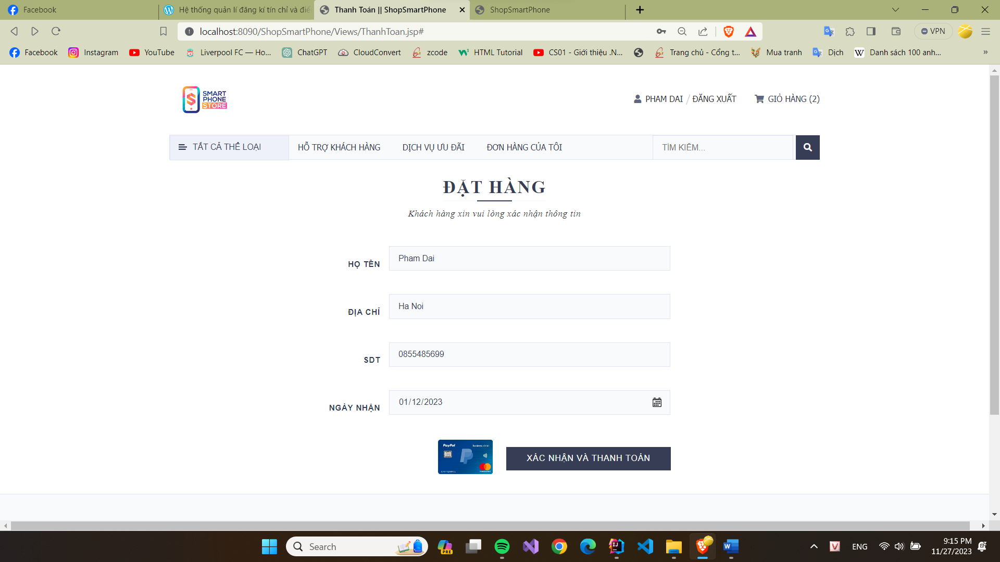 Facebook
Hệ thống quản lí đăng kí tín chỉ và điể
Thanh Toán || ShopSmartPhone
ShopSmartPhone
localhost:8090/ShopSmartPhone/Views/ThanhToan.jsp#
VPN
Facebook
Instagram
YouTube
Liverpool FC — Ho...
ChatGPT
CloudConvert
zcode
HTML Tutorial
CS01 - Giới thiệu .N...
Trang chủ - Cổng t...
Mua tranh
Dịch
Danh sách 100 anh...
SMART
PHONE
STORE
PHAM DAI / ĐĂNG XUẤT
GIỎ HÀNG (2)
TẤT CẢ THỂ LOẠI
HỖ TRỢ KHÁCH HÀNG
DỊCH VỤ ƯU ĐÃI
ĐƠN HÀNG CỦA TÔI
TÌM KIẾM...
ĐẶT HÀNG
Khách hàng xin vui lòng xác nhận thông tin
HỌ TÊN
Pham Dai
ĐỊA CHỈ
Ha Noi
SDT
0855485699
NGÀY NHẬN
01/12/2023
PayPal
business debit
XÁC NHẬN VÀ THANH TOÁN
Search
PRE
ENG
9:15 PM
11/27/2023